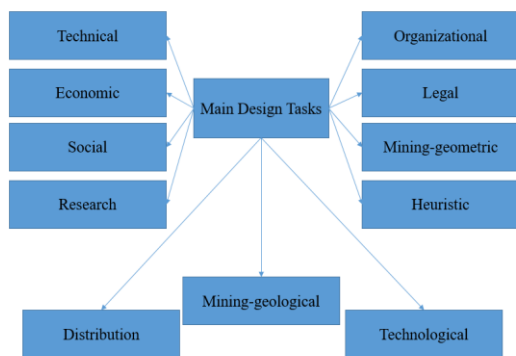 Technical
Organizational
Economic
Main Design Tasks
Legal
Social
Mining-geometric
Research
Heuristic
Mining-geological
Distribution
Technological